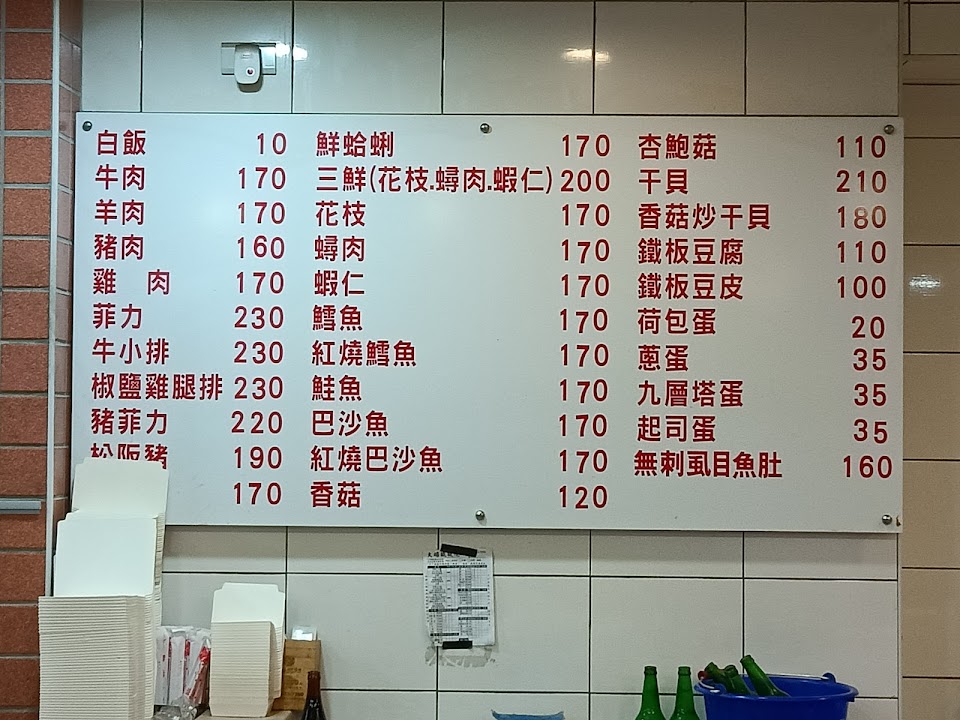 白飯 10
牛肉 170
羊肉 170
豬肉 160
雞 肉 170
菲力 230
牛小排 230
椒鹽雞腿排 230
豬菲力 220
松阪豬 190
170
鮮蛤蜊 170
三鮮(花枝.蟳肉.蝦仁) 200
花枝 170
蟳肉 170
蝦仁 170
鱈魚 170
紅燒鱈魚 170
鮭魚 170
巴沙魚 170
紅燒巴沙魚 170
香菇 120
杏鮑菇 110
干貝 210
香菇炒干貝 180
鐵板豆腐 110
鐵板豆皮 100
荷包蛋 20
蔥蛋 35
九層塔蛋 35
起司蛋 35
無刺虱目魚肚 160